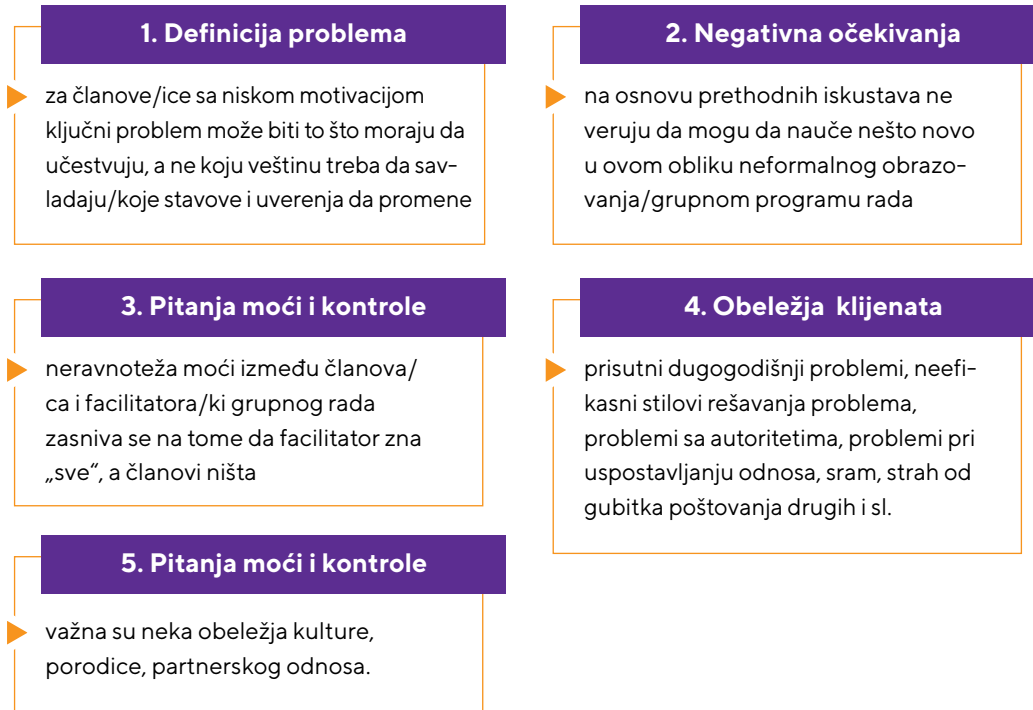 1. Definicija problema
za članove/ice sa niskom motivacijom
ključni problem može biti to što moraju da
učestvuju, a ne koju veštinu treba da sav-
ladaju/koje stavove i uverenja da promene
2. Negativna očekivanja
na osnovu prethodnih iskustava ne
veruju da mogu da nauče nešto novo
u ovom obliku neformalnog obrazo-
vanja/grupnom programu rada
3. Pitanja moći i kontrole
neravnoteža moći između članova/
ca i facilitatora/ki grupnog rada
zasniva se na tome da facilitator zna
„sve“, a članovi ništa
4. Obeležja klijenata
prisutni dugogodišnji problemi, neefi-
kasni stilovi rešavanja problema,
problemi sa autoritetima, problemi pri
uspostavljanju odnosa, sram, strah od
gubitka poštovanja drugih i sl.
5. Pitanja moći i kontrole
važna su neka obeležja kulture,
porodice, partnerskog odnosa.